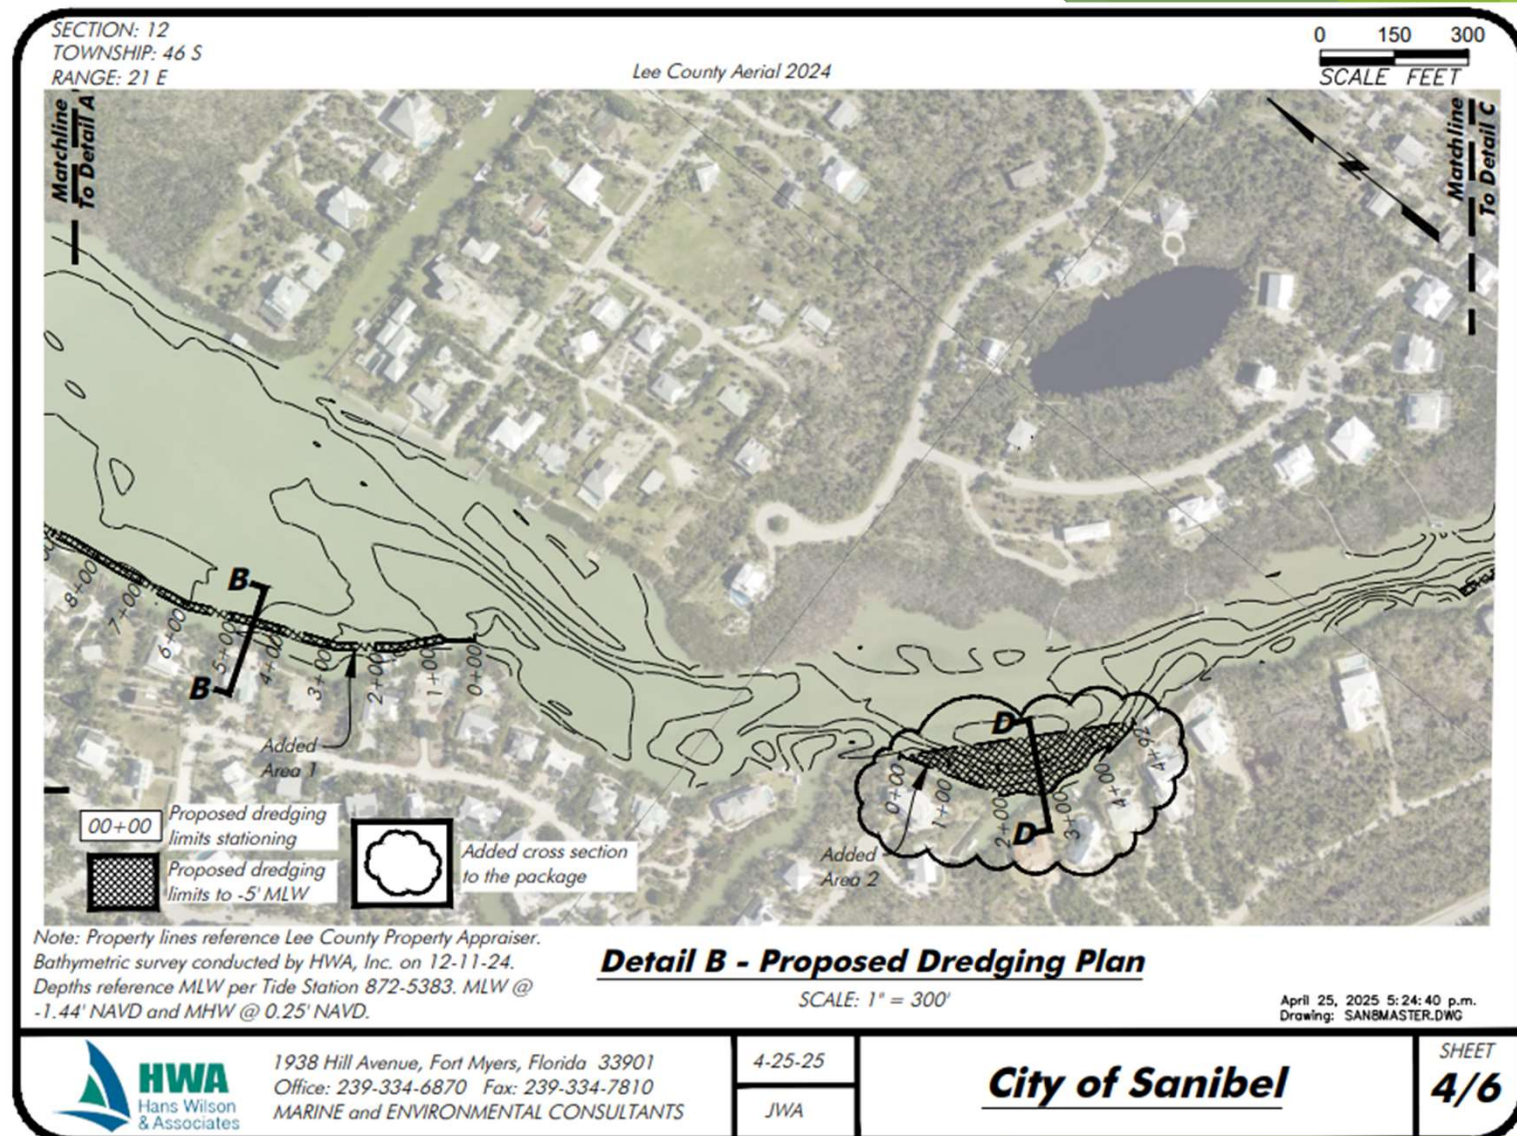 SECTION: 12
TOWNSHIP: 46 S
RANGE: 21 E
Lee County Aerial 2024
0 150 300
SCALE FEET
Matchline
To Detail A
Matchline
To Detail C
B
B
8+00
7+00
6+00
5+00
4+00
3+00
2+00
1+00
0+00
Added
Area 1
D
D
0+00
1+00
2+00
3+00
4+00
4+92
Added
Area 2
00+00
Proposed dredging
limits stationing
Proposed dredging
limits to -5' MLW
Added cross section
to the package
Note: Property lines reference Lee County Property Appraiser.
Bathymetric survey conducted by HWA, Inc. on 12-11-24.
Depths reference MLW per Tide Station 872-5383. MLW @
-1.44' NAVD and MHW @ 0.25' NAVD.
Detail B - Proposed Dredging Plan
SCALE: 1" = 300'
April 25, 2025 5:24:40 p.m.
Drawing: SAN8MASTER.DWG
HWA
Hans Wilson
& Associates
1938 Hill Avenue, Fort Myers, Florida 33901
Office: 239-334-6870 Fax: 239-334-7810
MARINE and ENVIRONMENTAL CONSULTANTS
4-25-25
JWA
City of Sanibel
SHEET
4/6